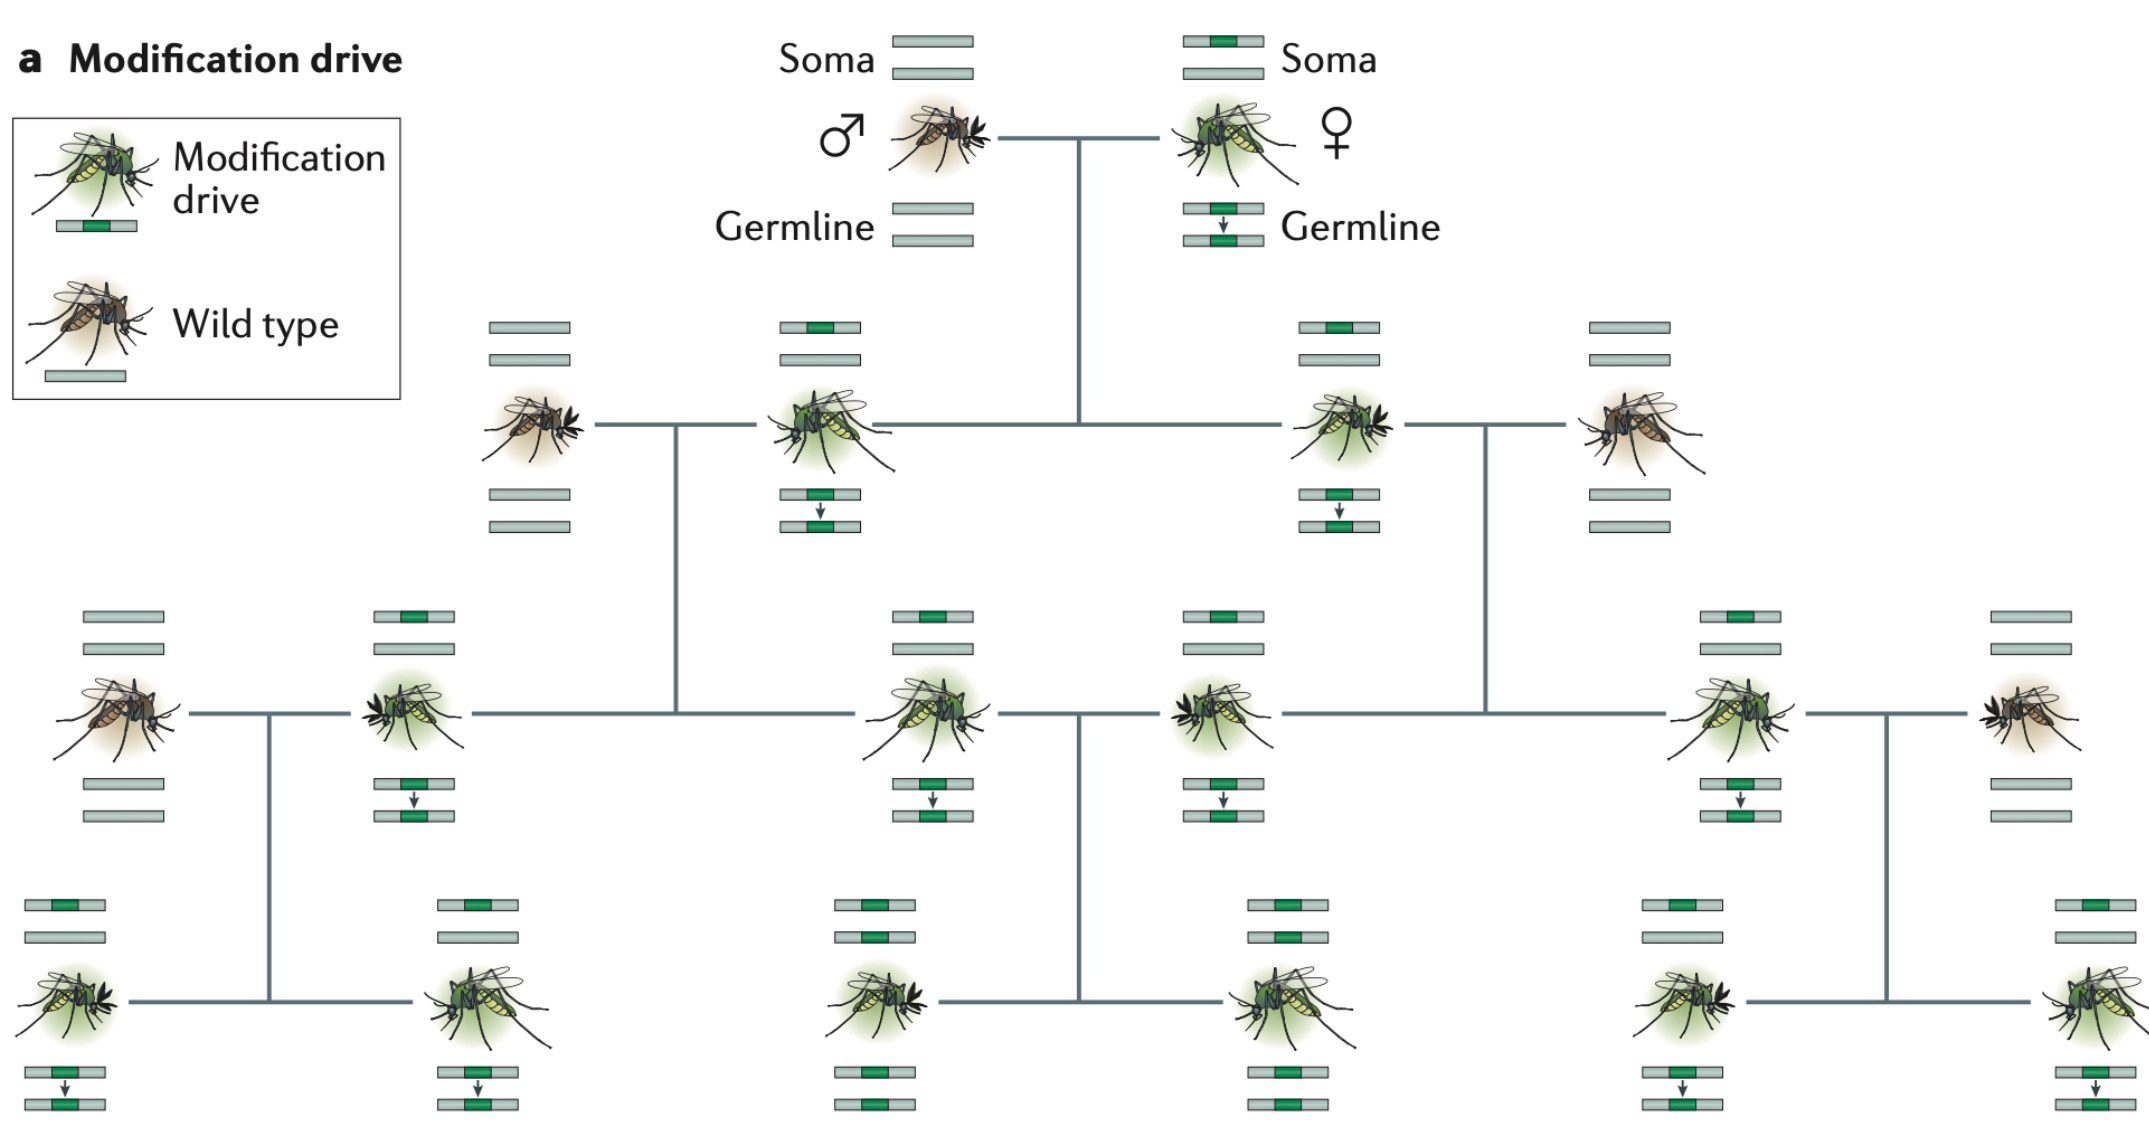 a Modification drive
Modification
drive
Wild type
Soma
Soma
♂
♀
Germline
Germline